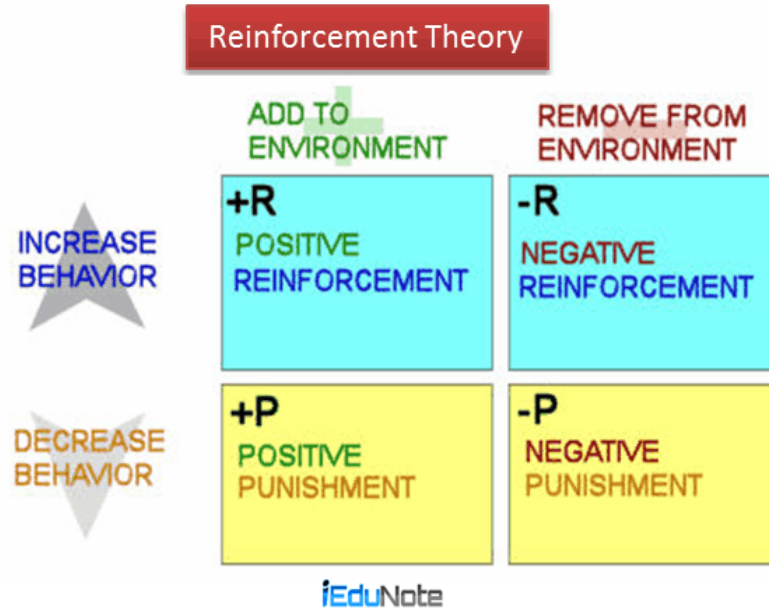 Reinforcement Theory
ADD TO
ENVIRONMENT
REMOVE FROM
ENVIRONMENT
INCREASE
BEHAVIOR
+R
POSITIVE
REINFORCEMENT
-R
NEGATIVE
REINFORCEMENT
DECREASE
BEHAVIOR
+P
POSITIVE
PUNISHMENT
-P
NEGATIVE
PUNISHMENT
iEduNote